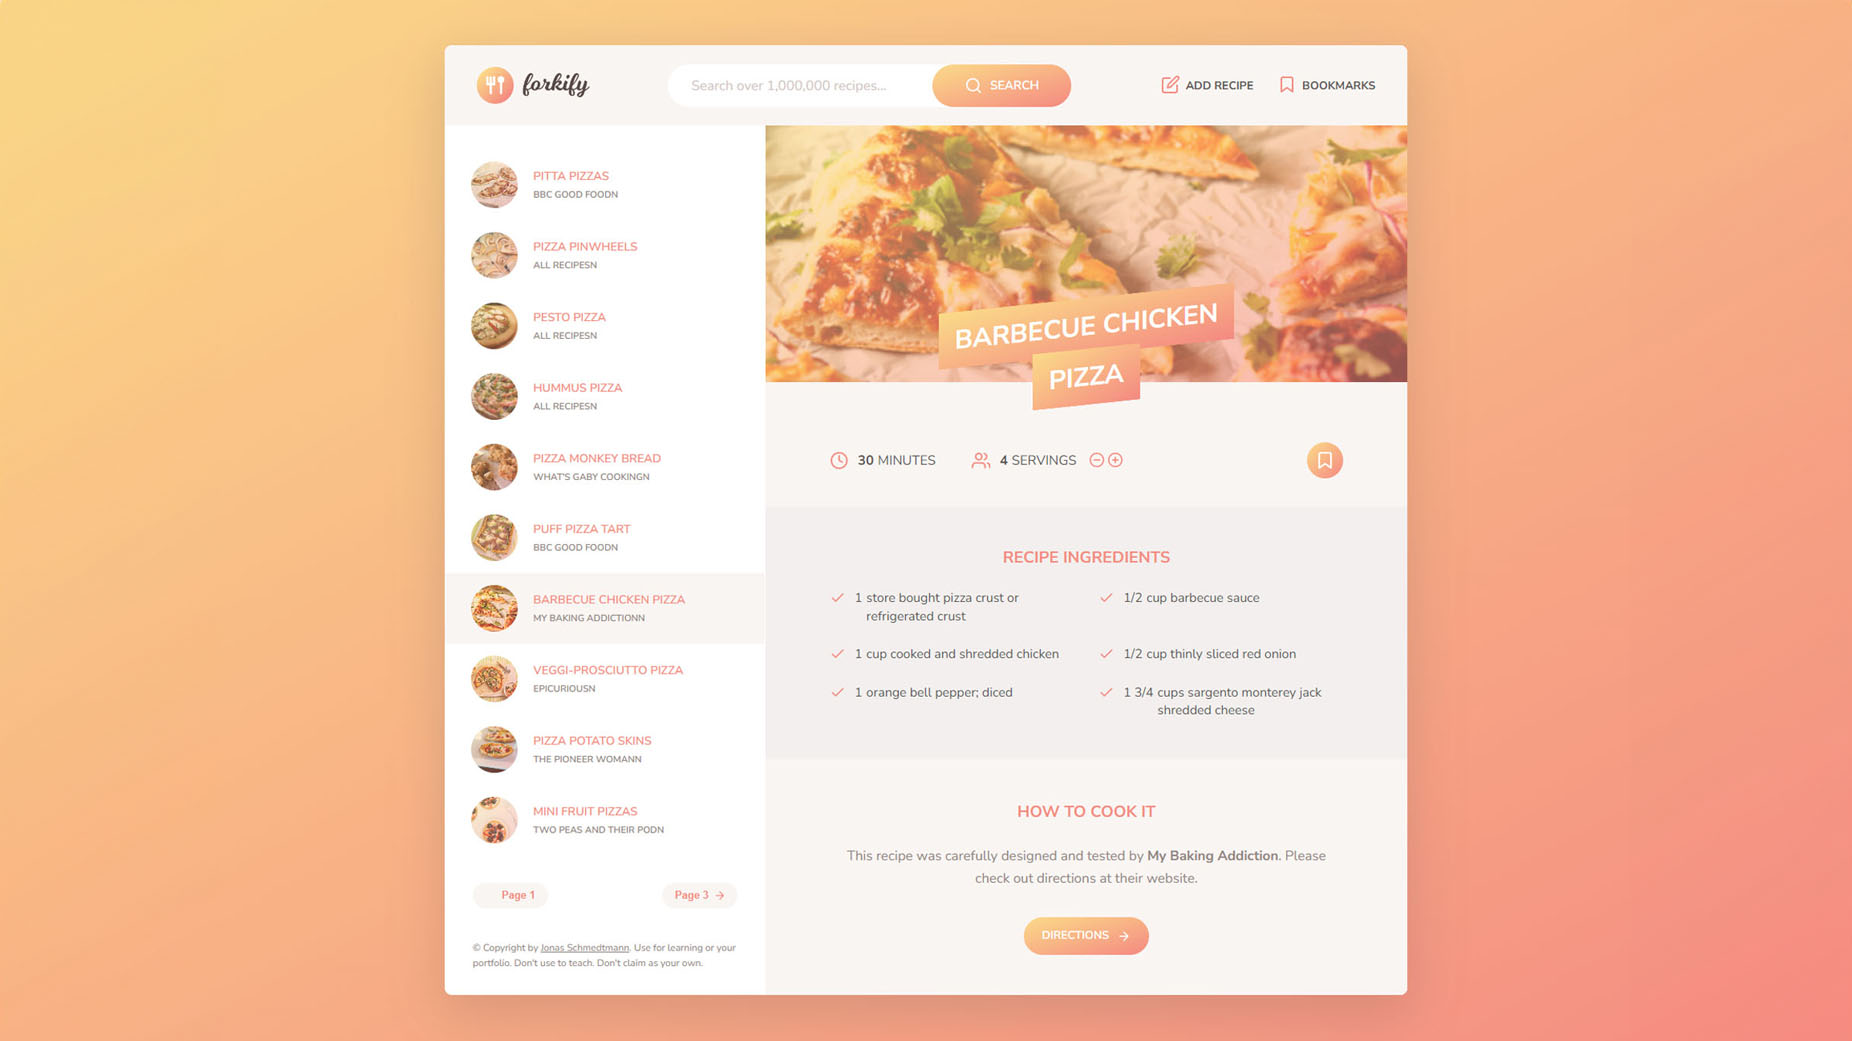 forkify
Search over 1,000,000 recipes...
SEARCH
ADD RECIPE
BOOKMARKS
PITTA PIZZAS
BBC GOOD FOODN
PIZZA PINWHEELS
ALL RECIPESN
PESTO PIZZA
ALL RECIPESN
HUMMUS PIZZA
ALL RECIPESN
PIZZA MONKEY BREAD
WHAT'S GABY COOKINGN
PUFF PIZZA TART
BBC GOOD FOODN
BARBECUE CHICKEN PIZZA
MY BAKING ADDICTIONN
VEGGI-PROSCIUTTO PIZZA
EPICURIOUSN
PIZZA POTATO SKINS
THE PIONEER WOMANN
MINI FRUIT PIZZAS
TWO PEAS AND THEIR PODN
Page 1
Page 3
© Copyright by Jonas Schmedtmann. Use for learning or your
portfolio. Don't use to teach. Don't claim as your own.
BARBECUE CHICKEN
PIZZA
30 MINUTES
4 SERVINGS
RECIPE INGREDIENTS
1 store bought pizza crust or
refrigerated crust
1/2 cup barbecue sauce
1 cup cooked and shredded chicken
1/2 cup thinly sliced red onion
1 orange bell pepper; diced
1 3/4 cups sargento monterey jack
shredded cheese
HOW TO COOK IT
This recipe was carefully designed and tested by My Baking Addiction. Please
check out directions at their website.
DIRECTIONS